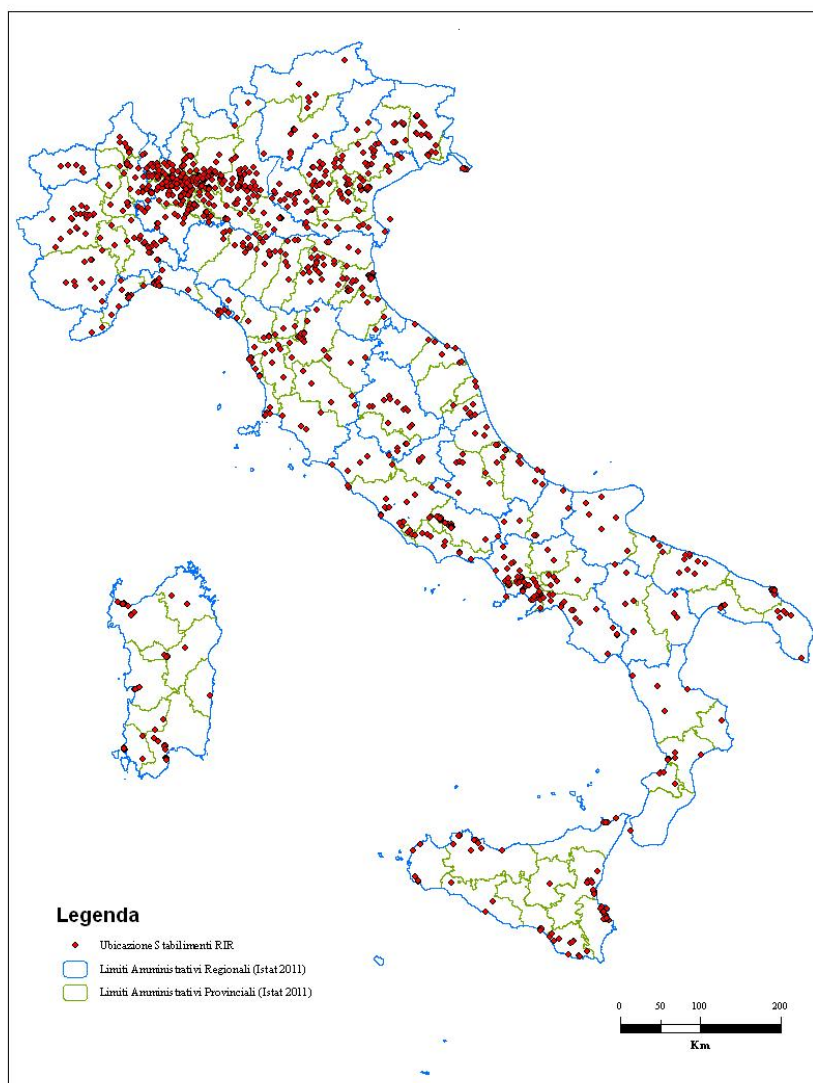 Legenda
Ubicazione Stabilimenti RIR
Limiti Amministrativi Regionali (Istat 2011)
Limiti Amministrativi Provinciali (Istat 2011)
0 50 100 200
Km